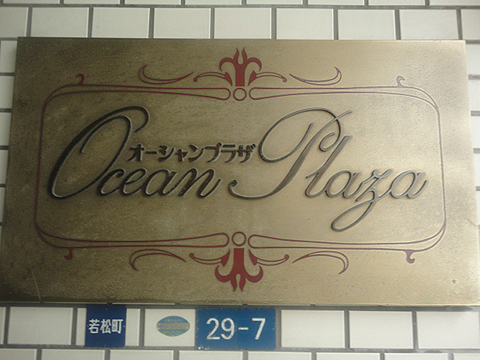 オーシャンプラザ
Ocean Plaza
若松町
29-7